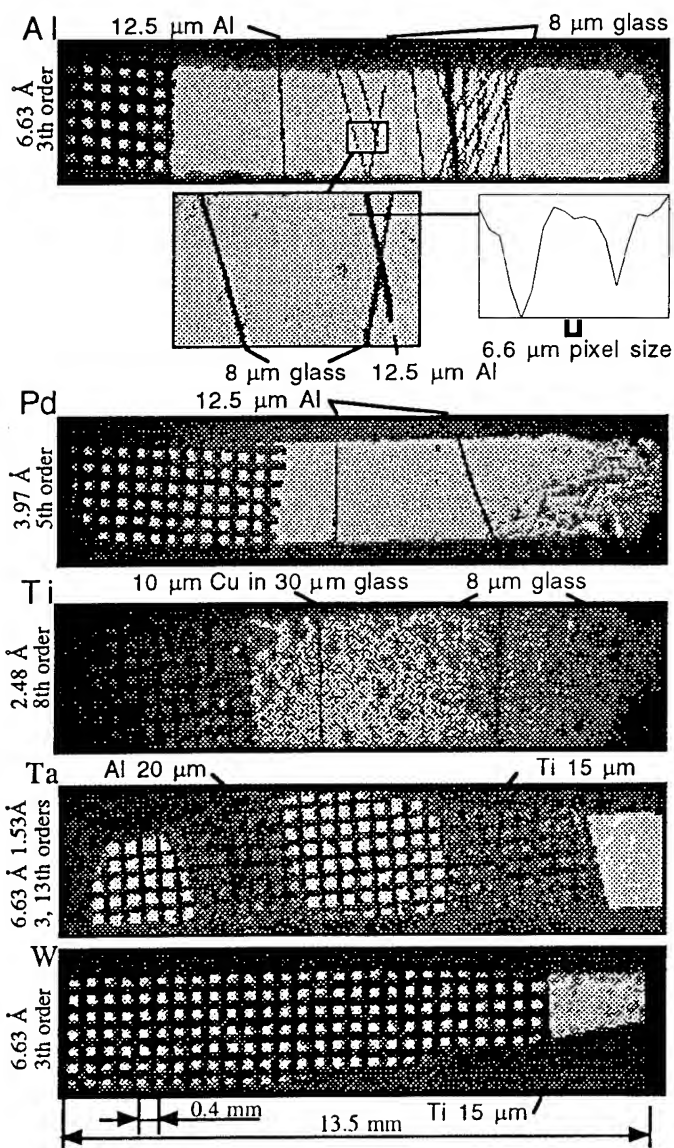 Al
12.5 µm Al
8 µm glass
6.63 Å
3th order
6.6 µm pixel size
8 µm glass
12.5 µm Al
Pd
12.5 µm Al
3.97 Å
5th order
Ti
10 µm Cu in 30 µm glass
8 µm glass
2.48 Å
8th order
Ta
Al 20 µm
Ti 15 µm
6.63 Å 1.53Å
3, 13th orders
W
6.63 Å
3th order
0.4 mm
Ti 15 µm
13.5 mm